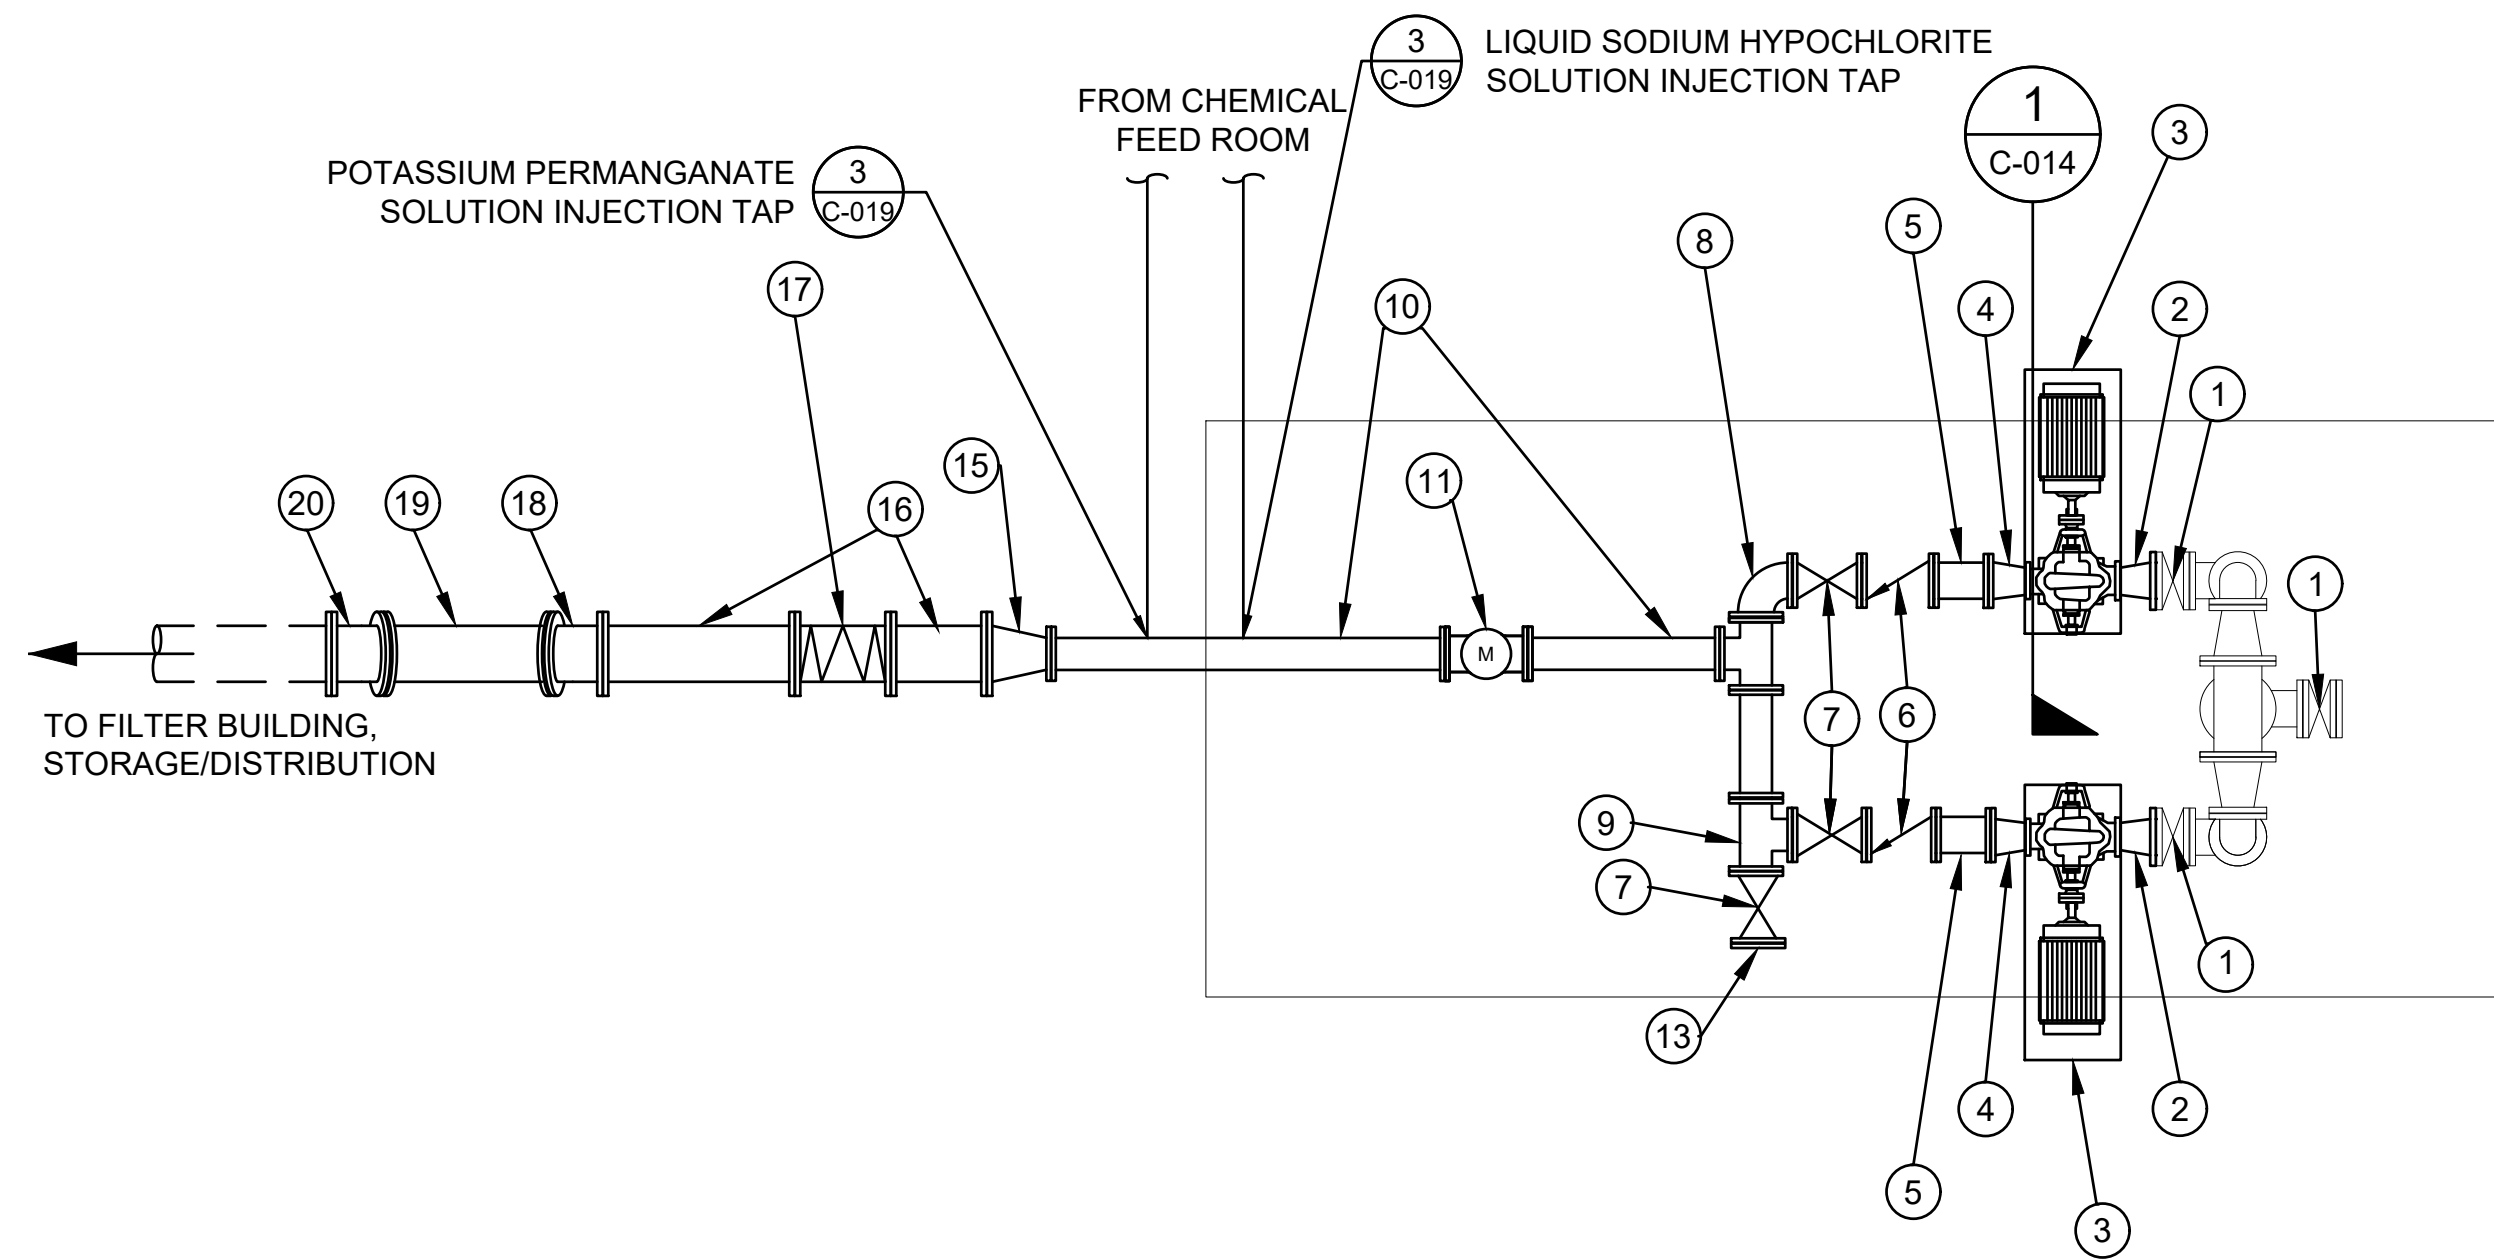 3
C-019
LIQUID SODIUM HYPOCHLORITE
SOLUTION INJECTION TAP
FROM CHEMICAL
FEED ROOM
1
C-014
3
POTASSIUM PERMANGANATE
SOLUTION INJECTION TAP
3
C-019
5
8
17
10
4
2
1
15
11
20
19
18
16
1
M
7
6
TO FILTER BUILDING,
STORAGE/DISTRIBUTION
9
7
1
13
4
2
5
3